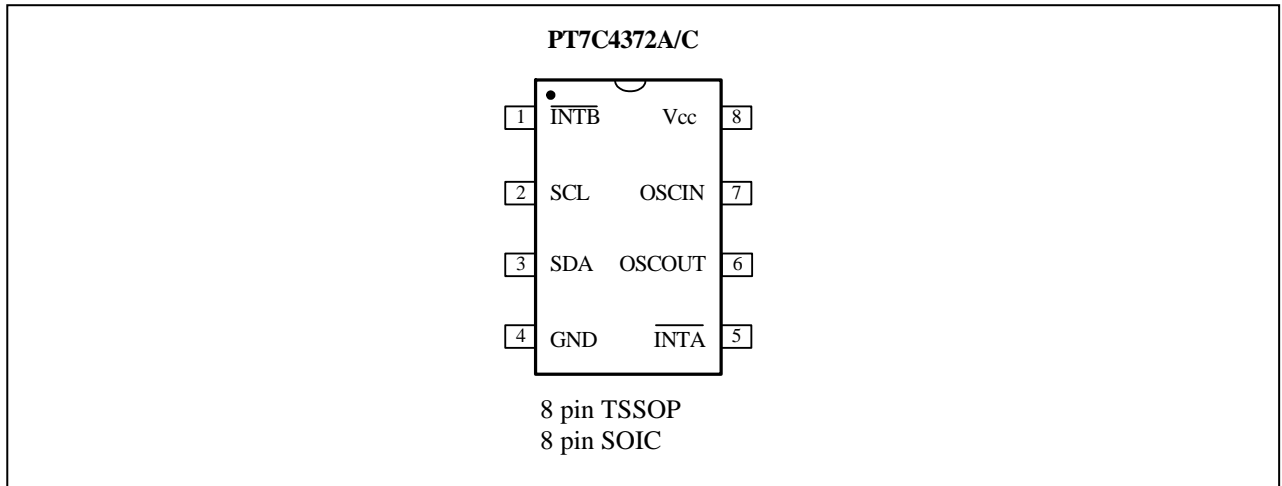 PT7C4372A/C
1 INTB Vcc 8
2 SCL OSCIN 7
3 SDA OSCOUT 6
4 GND INTA 5
8 pin TSSOP
8 pin SOIC